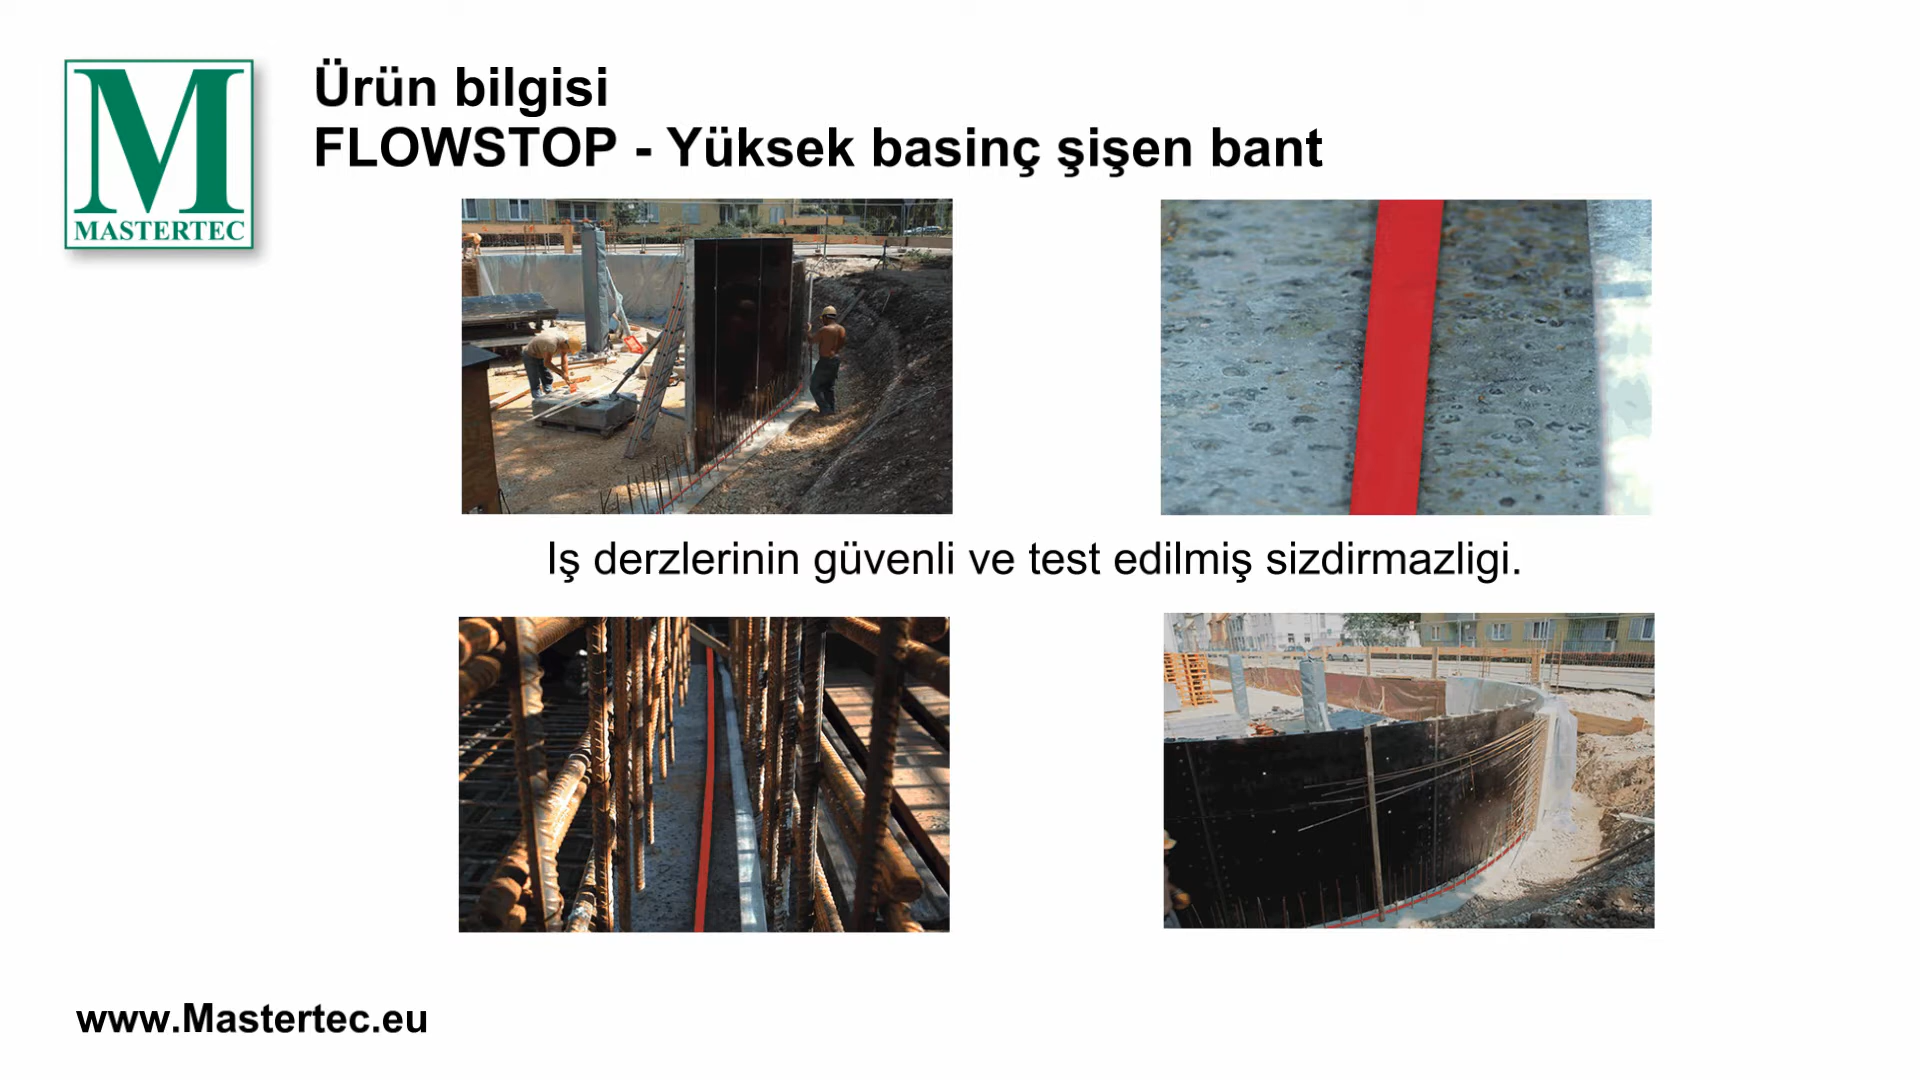 M
MASTERTEC
Ürün bilgisi
FLOWSTOP - Yüksek basinç şişen bant
Iş derzlerinin güvenli ve test edilmiş sizdirmazligi.
www.Mastertec.eu